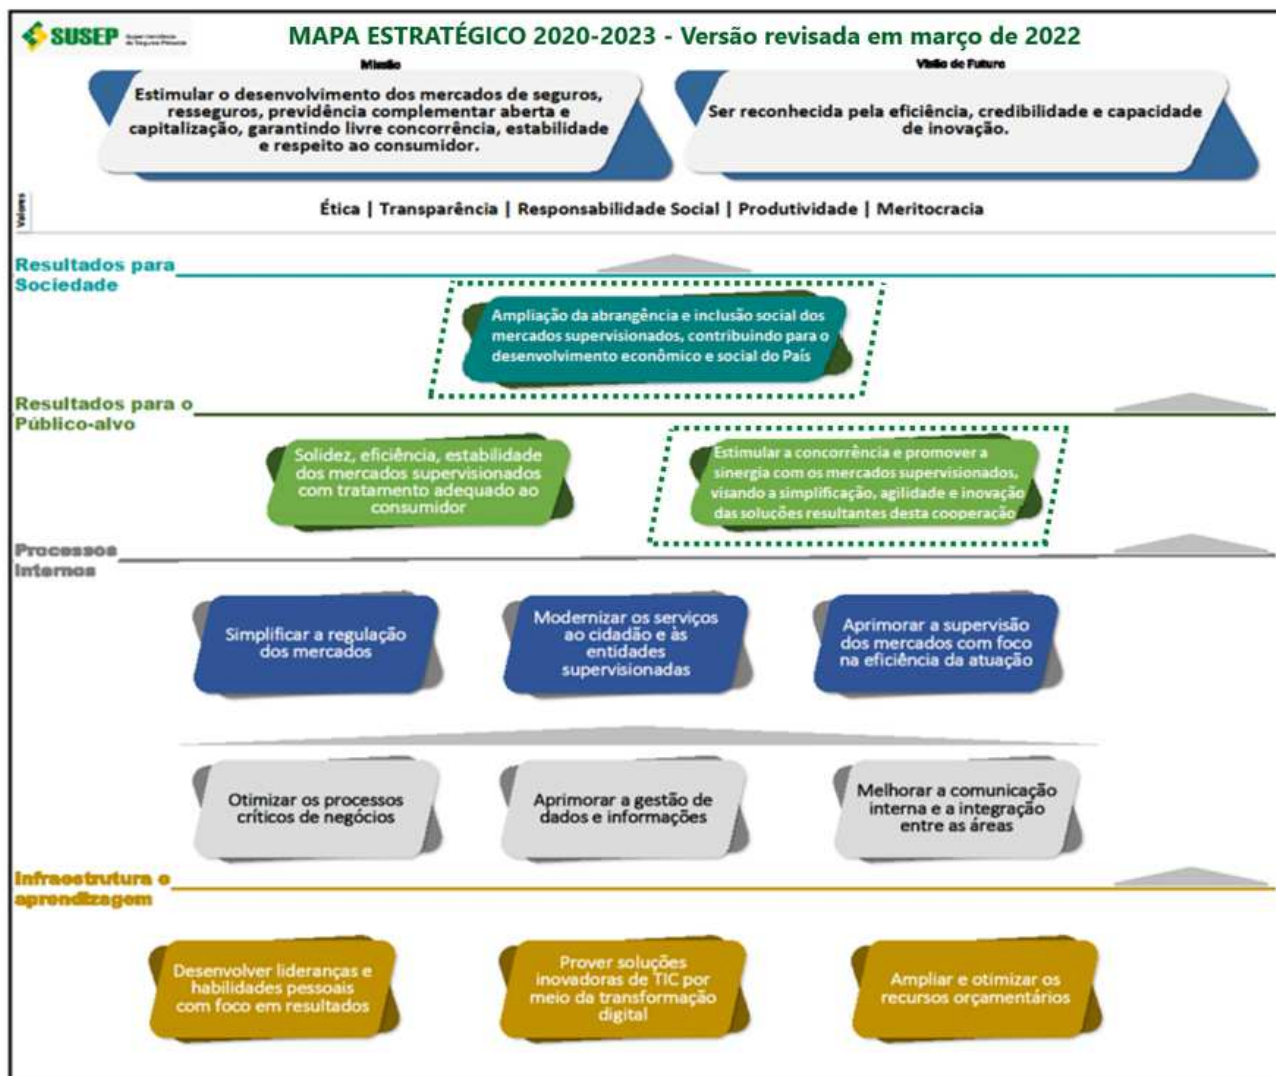 SUSEP Superintendência
de Seguros Privados
MAPA ESTRATÉGICO 2020-2023 - Versão revisada em março de 2022
Missão
Estimular o desenvolvimento dos mercados de seguros,
resseguros, previdência complementar aberta e
capitalização, garantindo livre concorrência, estabilidade
e respeito ao consumidor.
Visão de Futuro
Ser reconhecida pela eficiência, credibilidade e capacidade
de inovação.
Valores
Ética | Transparência | Responsabilidade Social | Produtividade | Meritocracia
Resultados para
Sociedade
Ampliação da abrangência e inclusão social dos
mercados supervisionados, contribuindo para o
desenvolvimento econômico e social do País
Resultados para o
Público-alvo
Solidez, eficiência, estabilidade
dos mercados supervisionados
com tratamento adequado ao
consumidor
Estimular a concorrência e promover a
sinergia com os mercados supervisionados,
visando a simplificação, agilidade e inovação
das soluções resultantes desta cooperação
Processos
Internos
Simplificar a regulação
dos mercados
Modernizar os serviços
ao cidadão e às
entidades
supervisionadas
Aprimorar a supervisão
dos mercados com foco
na eficiência da atuação
Otimizar os processos
críticos de negócios
Aprimorar a gestão de
dados e informações
Melhorar a comunicação
interna e a integração
entre as áreas
Infraestrutura e
aprendizagem
Desenvolver lideranças e
habilidades pessoais
com foco em resultados
Prover soluções
inovadoras de TIC por
meio da transformação
digital
Ampliar e otimizar os
recursos orçamentários